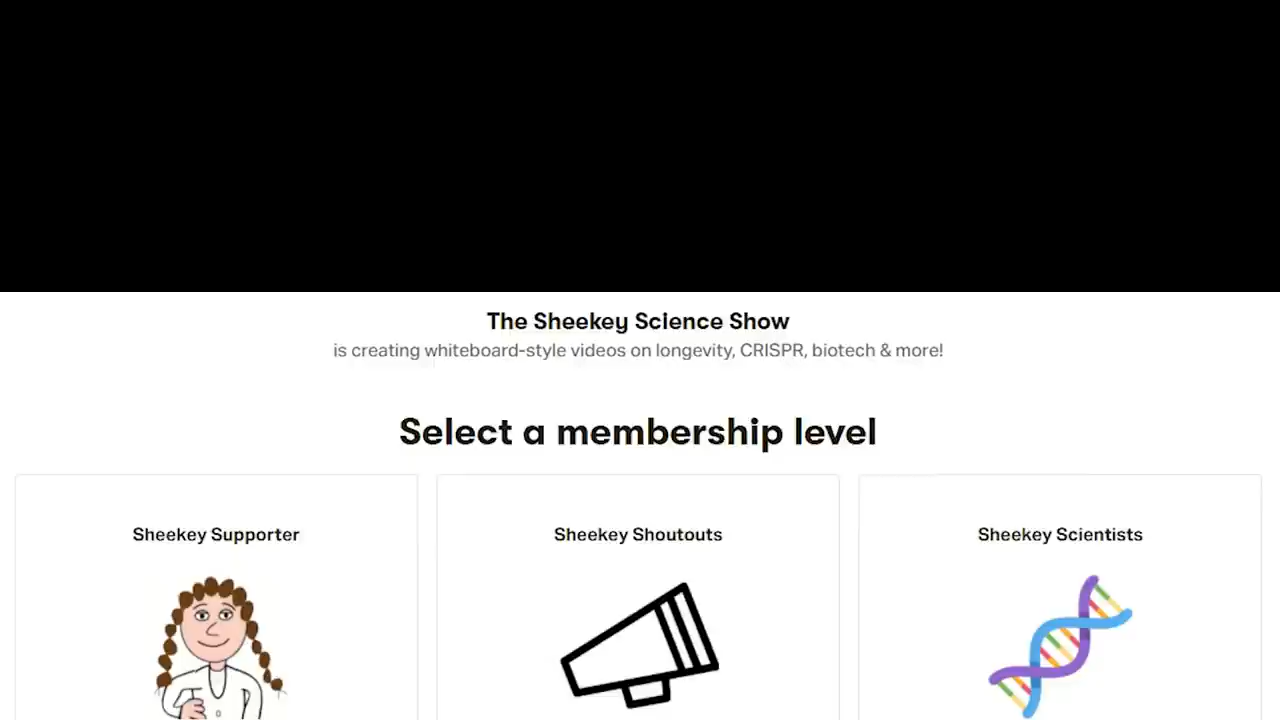 The Sheekey Science Show
is creating whiteboard-style videos on longevity, CRISPR, biotech & more!
Select a membership level
Sheekey Supporter
Sheekey Shoutouts
Sheekey Scientists